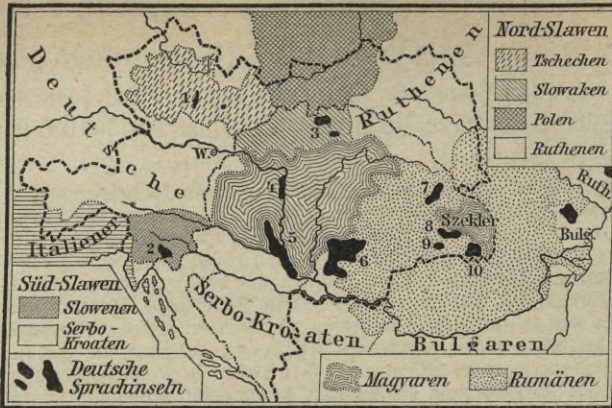 Nord-Slawen
Tschechen
Slowaken
Polen
Ruthenen
Deutsche
Ruthenen
1
3
W.
4
5
2
6
7
8
9
10
Szekler
Ruth.
Bulg.
Italiener
Serbo-Kroaten
Bulgaren
Süd-Slawen
Slowenen
Serbo-
Kroaten
Deutsche
Sprachinseln
Magyaren
Rumänen